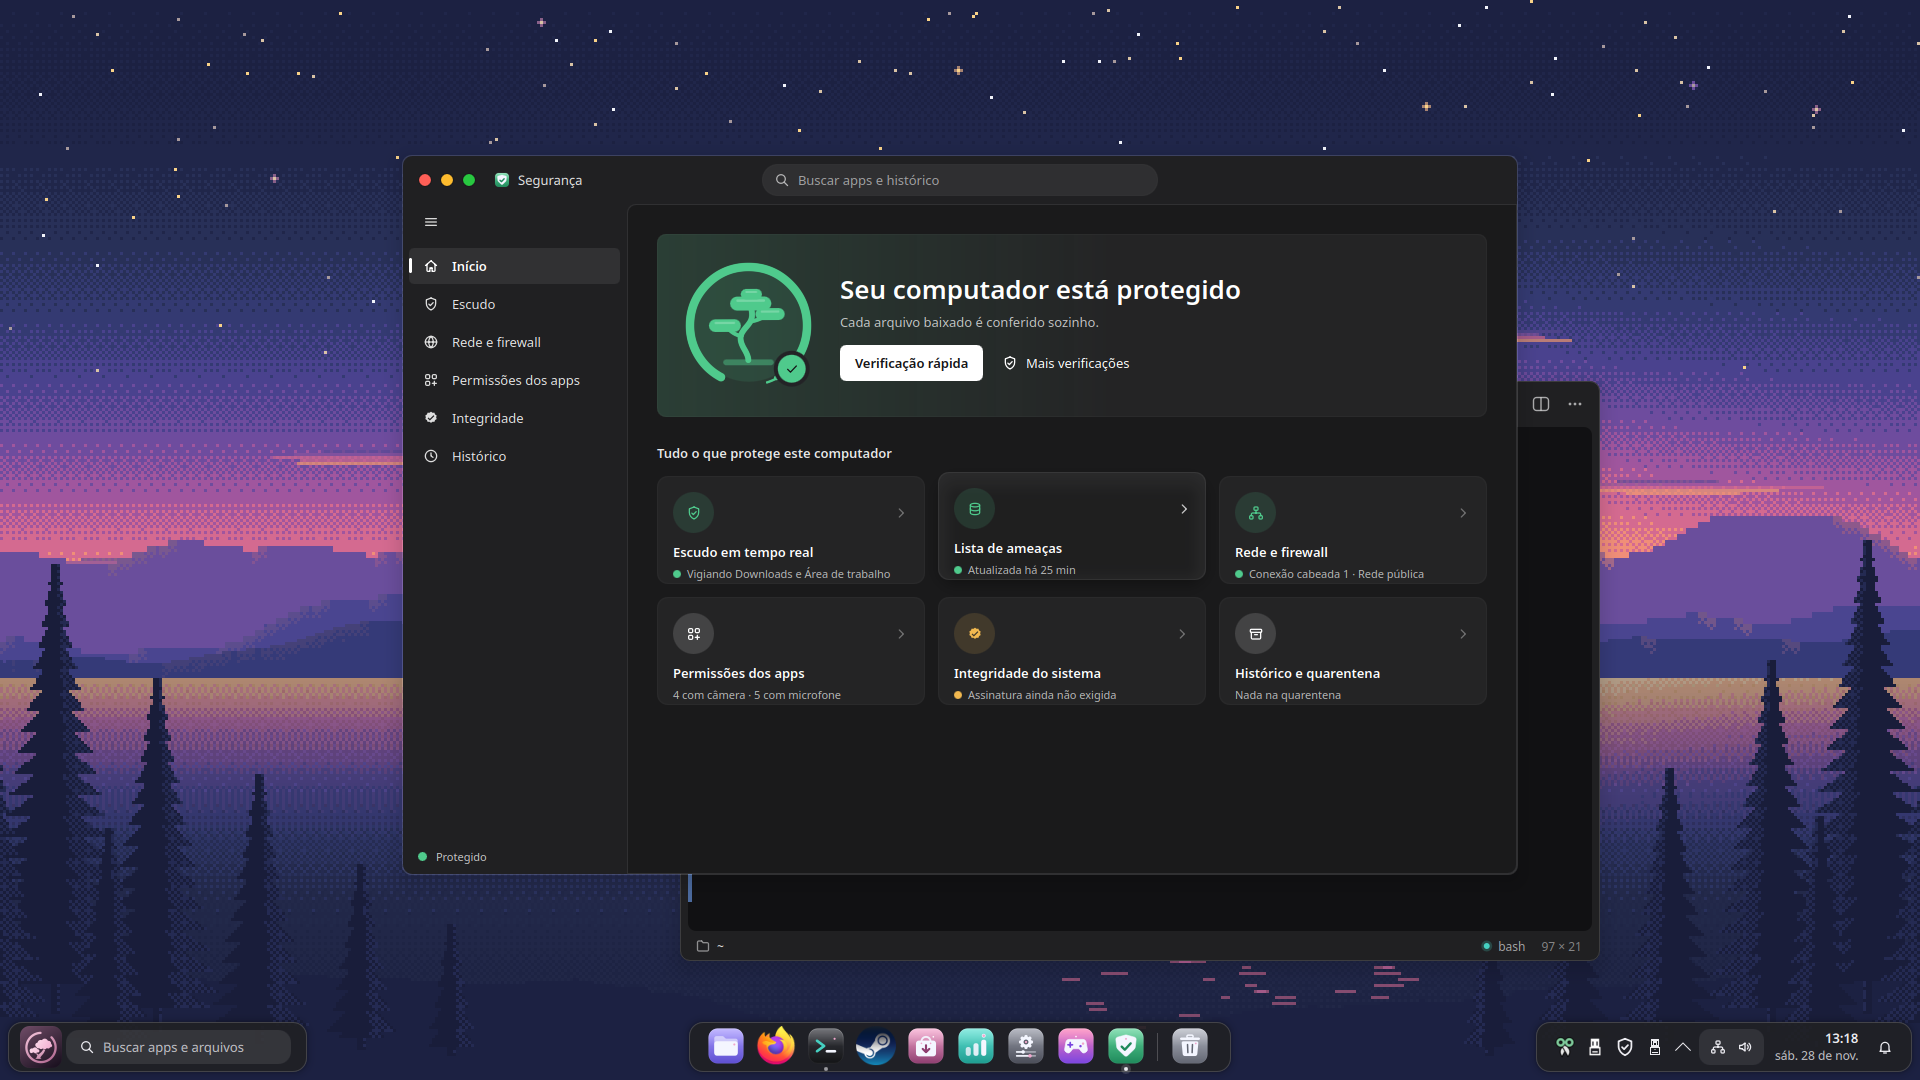 Segurança
Buscar apps e histórico
Início
Escudo
Rede e firewall
Permissões dos apps
Integridade
Histórico
Protegido
Seu computador está protegido
Cada arquivo baixado é conferido sozinho.
Verificação rápida
Mais verificações
Tudo o que protege este computador
Escudo em tempo real
Vigiando Downloads e Área de trabalho
Lista de ameaças
Atualizada há 25 min
Rede e firewall
Conexão cabeada 1 · Rede pública
Permissões dos apps
4 com câmera · 5 com microfone
Integridade do sistema
Assinatura ainda não exigida
Histórico e quarentena
Nada na quarentena
~
bash
97 × 21
Buscar apps e arquivos
13:18
sáb. 28 de nov.